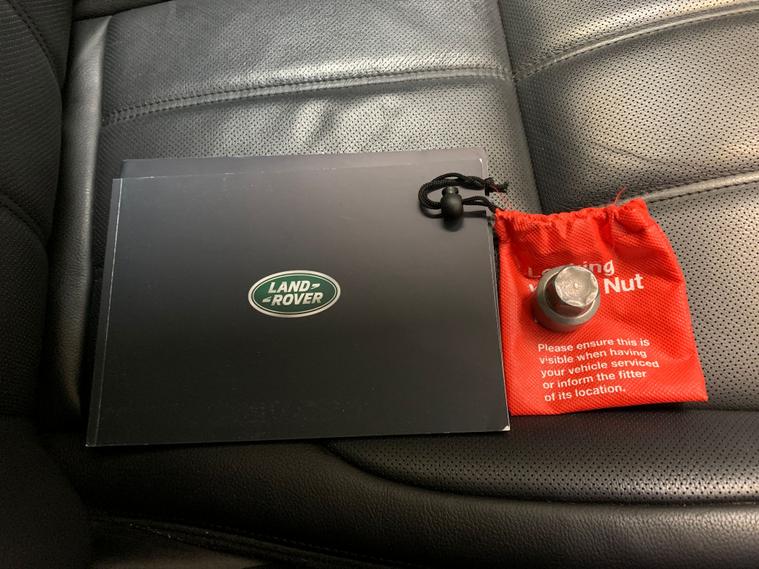 LAND
ROVER
Nut
Please ensure this is
visible when having
your vehicle serviced
or inform the fitter
of its location.